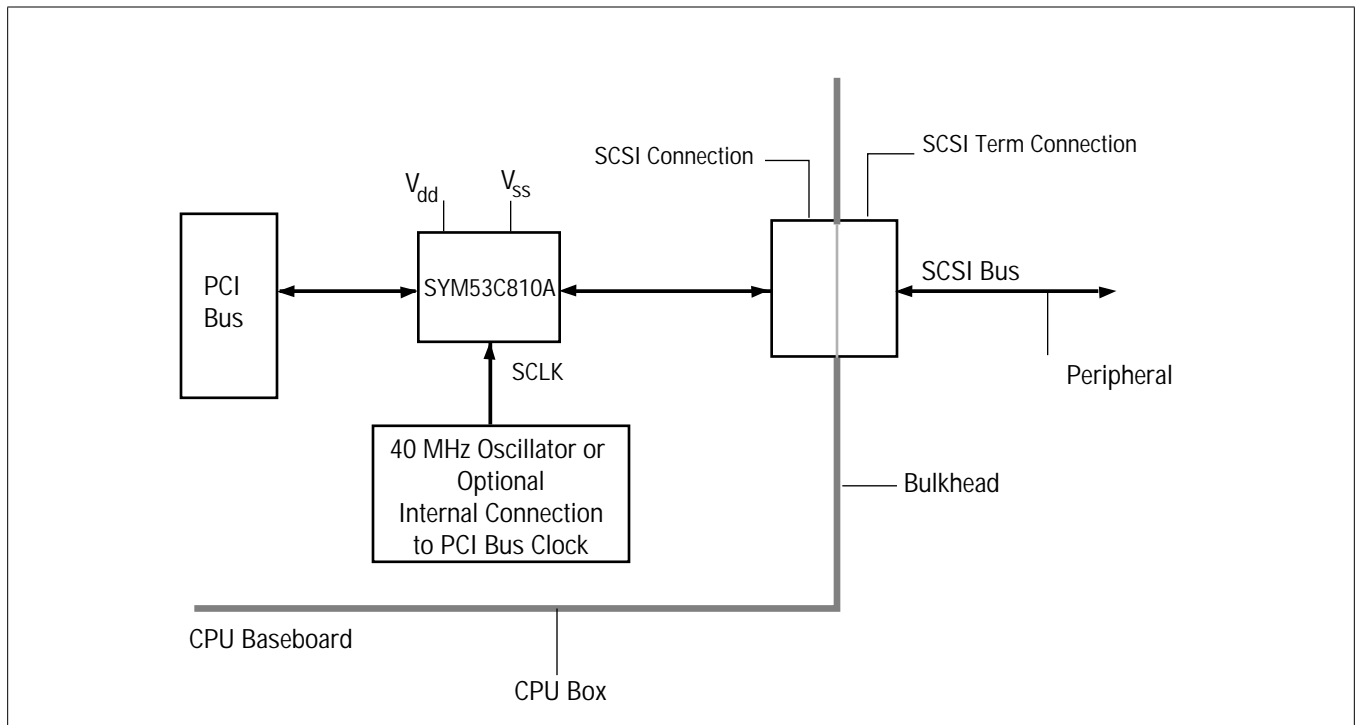 SCSI Connection
SCSI Term Connection
Vdd
Vss
PCI
Bus
SYM53C810A
SCSI Bus
SCLK
Peripheral
40 MHz Oscillator or
Optional
Internal Connection
to PCI Bus Clock
Bulkhead
CPU Baseboard
CPU Box